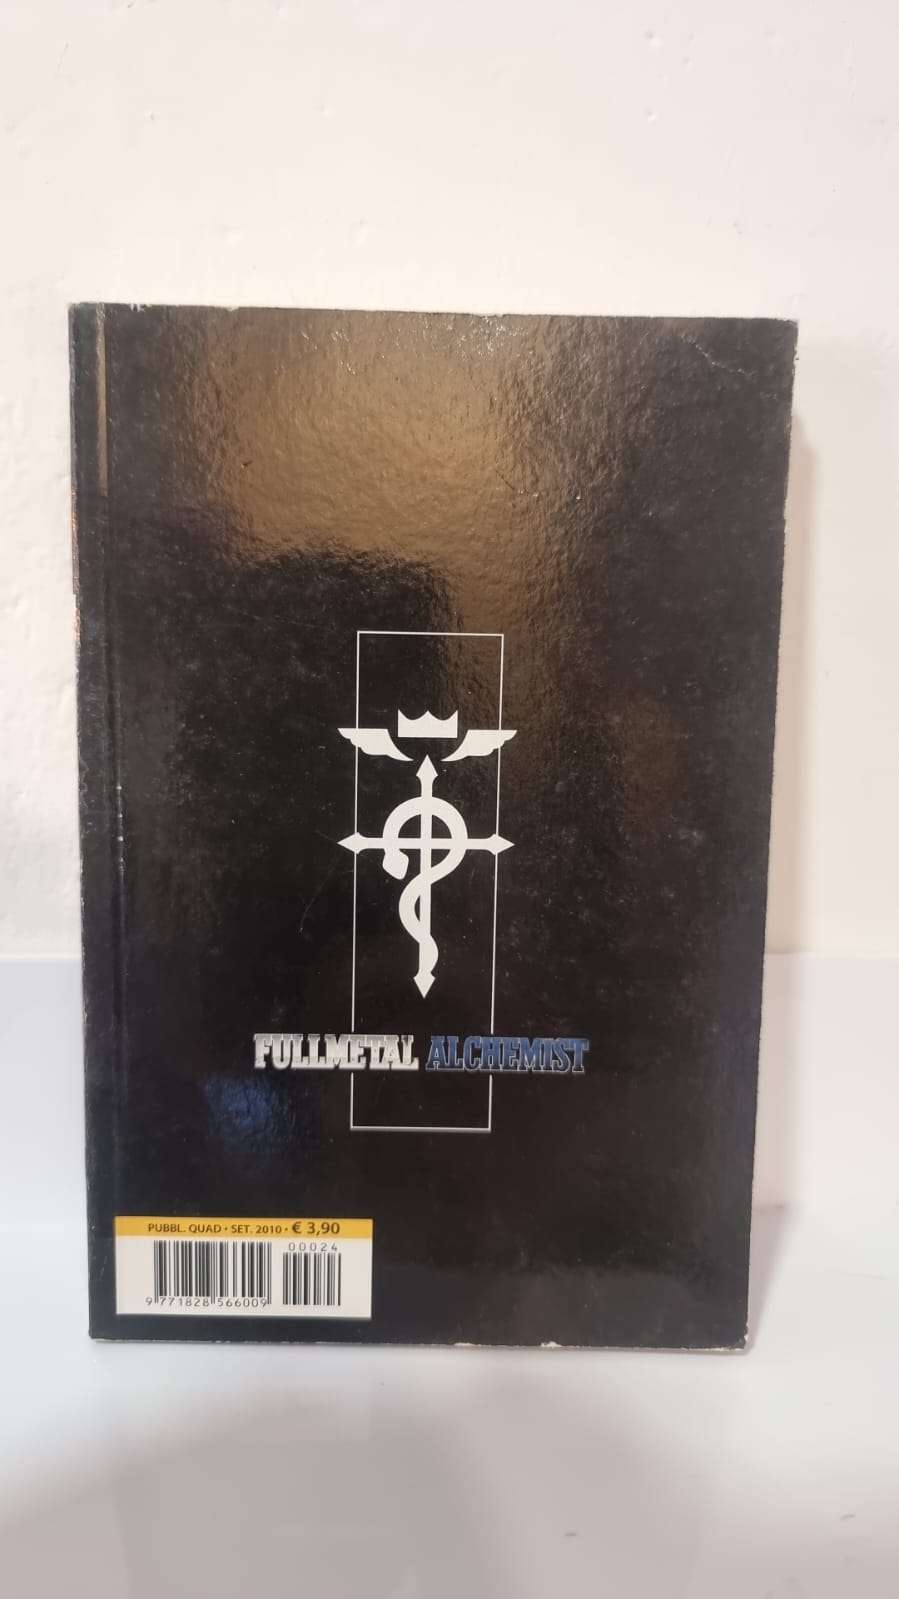 FULLMETAL ALCHEMIST
PUBBL. QUAD • SET. 2010 • € 3,90
00024
9 771828 566009